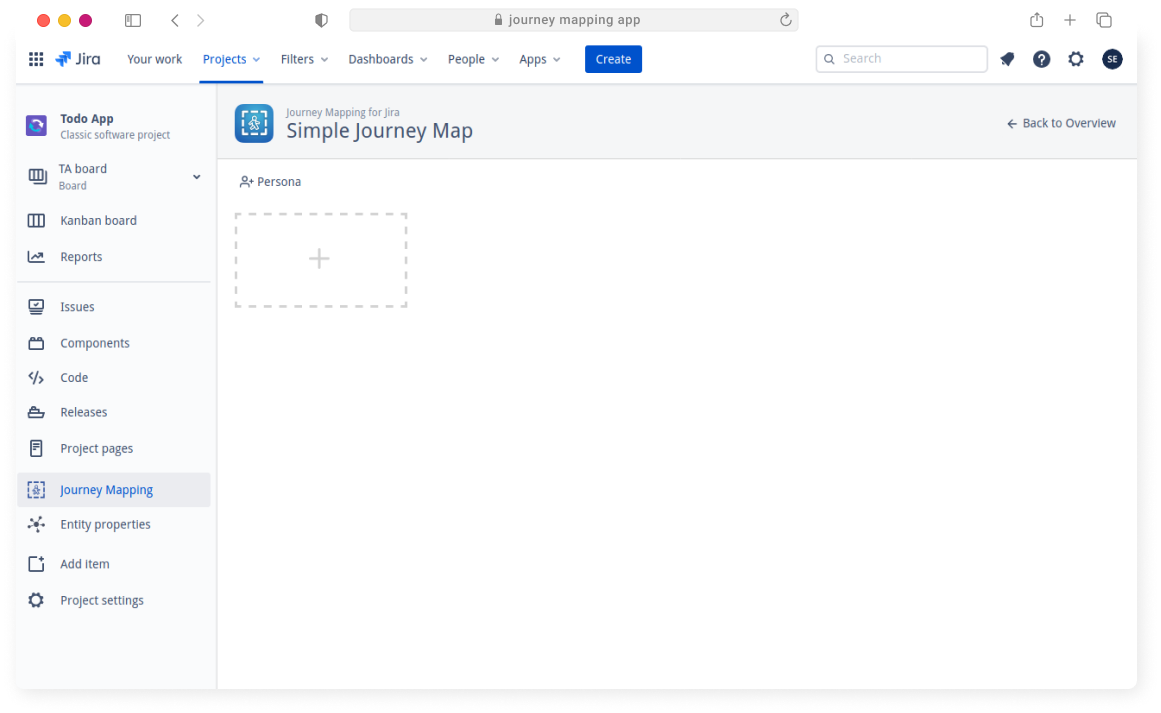 journey mapping app
Jira Your work Projects Filters Dashboards People Apps Create Search SE
Todo App
Classic software project
TA board
Board
Kanban board
Reports
Issues
Components
Code
Releases
Project pages
Journey Mapping
Entity properties
Add item
Project settings
Journey Mapping for Jira
Simple Journey Map
Back to Overview
Persona